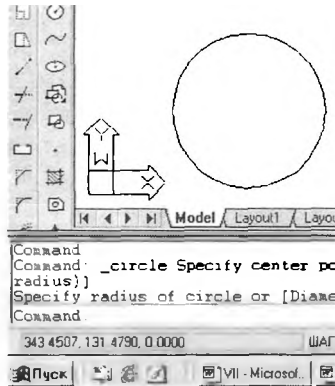 Y
W
X
Model Layout1 Layou
Command
Command: _circle Specify center po
radius)]
Specify radius of circle or [Diame
Command
343 4507, 131 4790, 0.0000 ШАГ
Пуск VII - Microsof..